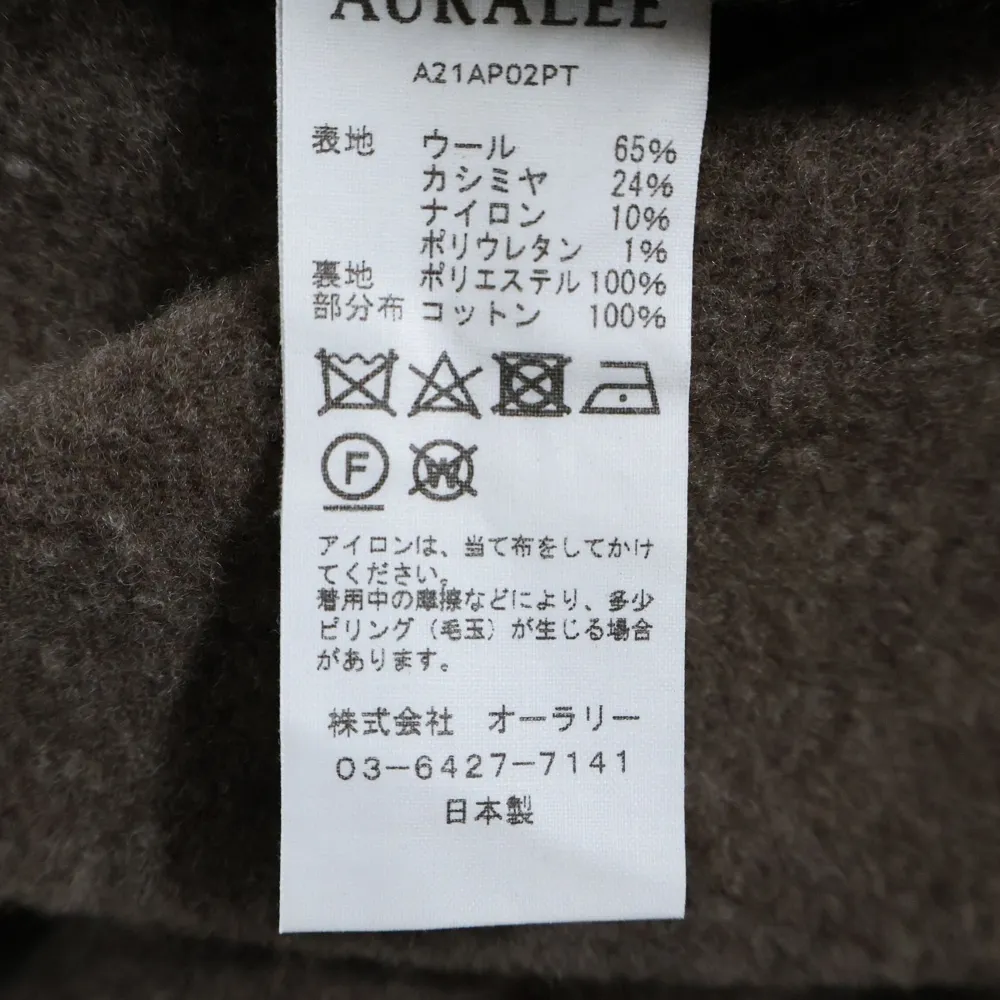 AURALEE
A21AP02PT
表地 ウール 65%
カシミヤ 24%
ナイロン 10%
ポリウレタン 1%
裏地 ポリエステル 100%
部分布 コットン 100%
F W
アイロンは、当て布をしてかけ
てください。
着用中の摩擦などにより、多少
ピリング（毛玉）が生じる場合
があります。
株式会社 オーラリー
03-6427-7141
日本製